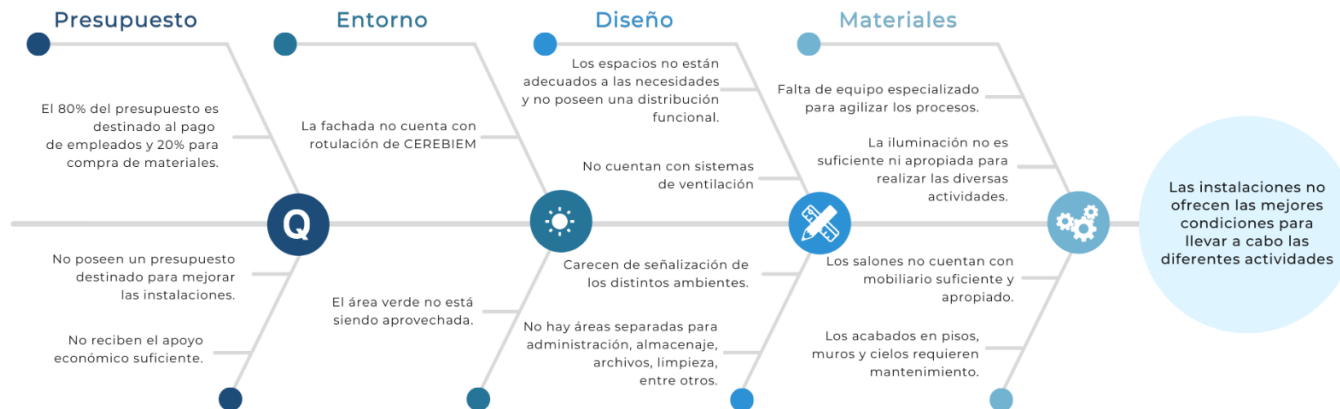 Presupuesto
El 80% del presupuesto es
destinado al pago
de empleados y 20% para
compra de materiales.
No poseen un presupuesto
destinado para mejorar
las instalaciones.
No reciben el apoyo
económico suficiente.
Q
Entorno
La fachada no cuenta con
rotulación de CEREBIEM
El área verde no está
siendo aprovechada.
Diseño
Los espacios no están
adecuados a las necesidades
y no poseen una distribución
funcional.
No cuentan con sistemas
de ventilación
Carecen de señalización de
los distintos ambientes.
No hay áreas separadas para
administración, almacenaje,
archivos, limpieza,
entre otros.
Materiales
Falta de equipo especializado
para agilizar los procesos.
La iluminación no es
suficiente ni apropiada para
realizar las diversas
actividades.
Los salones no cuentan con
mobiliario suficiente y
apropiado.
Los acabados en pisos,
muros y cielos requieren
mantenimiento.
Las instalaciones no
ofrecen las mejores
condiciones para
llevar a cabo las
diferentes actividades